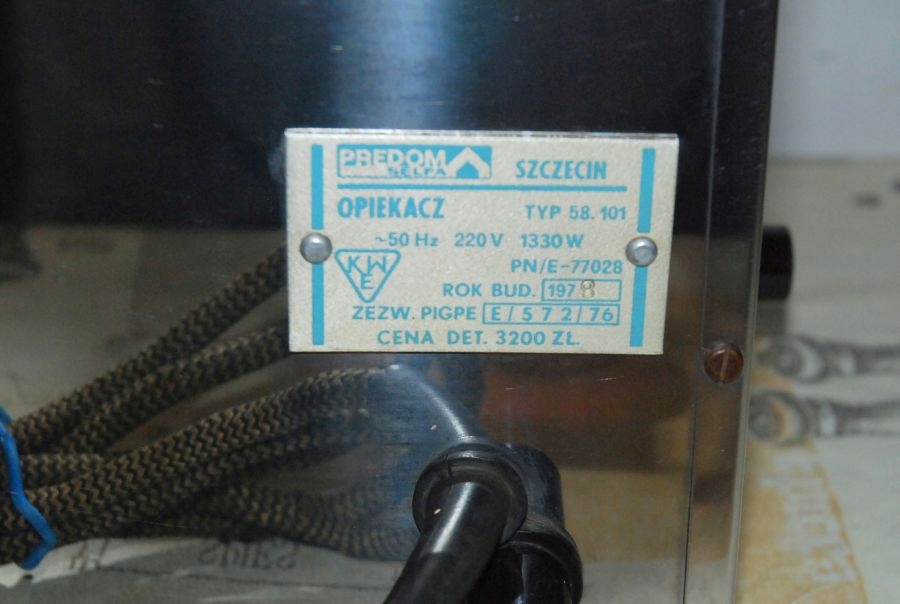 PREDOM
SELFA
SZCZECIN
OPIEKACZ TYP 58.101
~50 Hz 220 V 1330 W
KWE PN/E-77028
ROK BUD. 1978
ZEZW. PIGPE E/572/76
CENA DET. 3200 ZŁ.